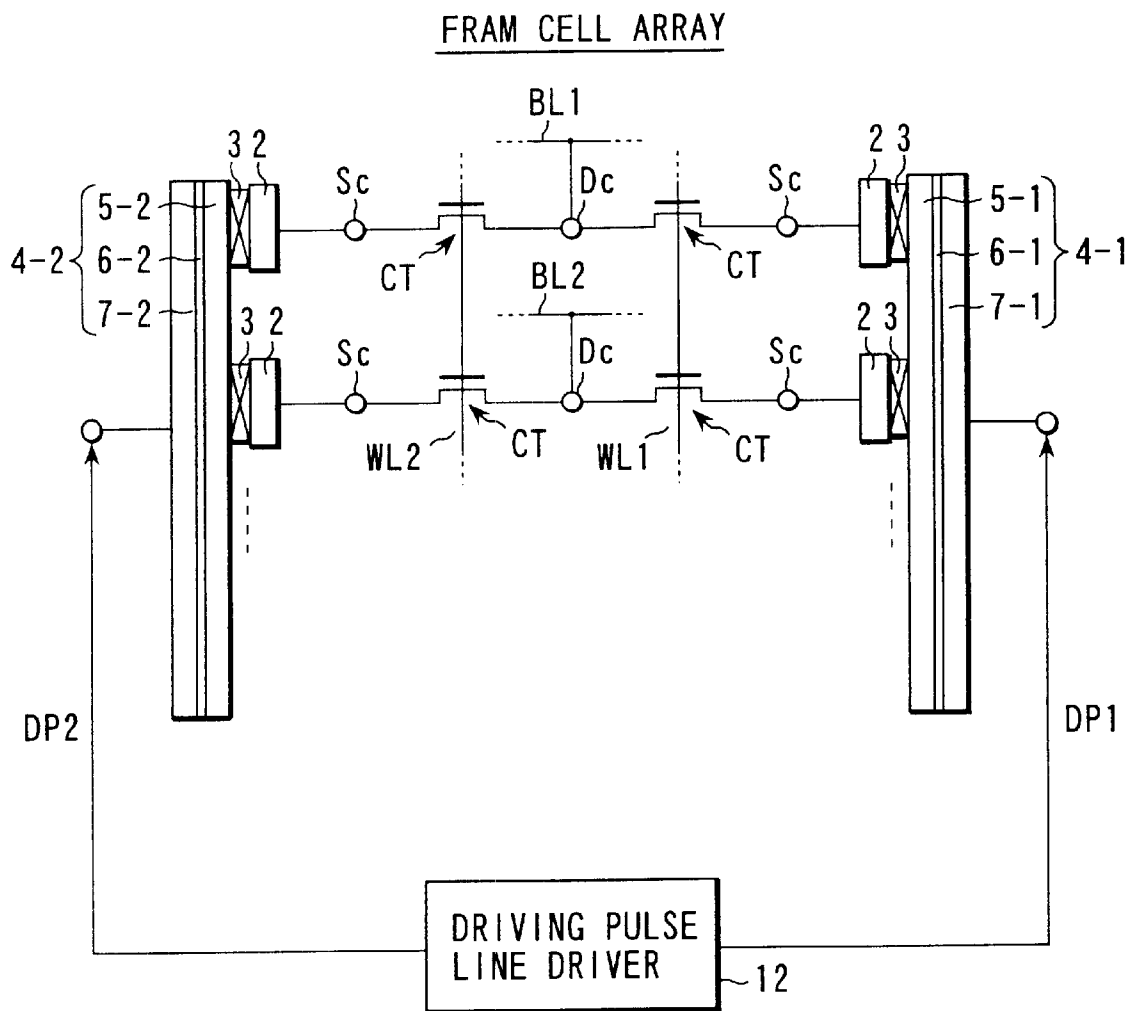 FRAM CELL ARRAY
BL1
3 2
Sc
Dc
Sc
2 3
4-2
5-2
6-2
7-2
CT
CT
5-1
6-1
7-1
4-1
BL2
3 2
Sc
Dc
Sc
2 3
WL2
CT
WL1
CT
DP2
DP1
DRIVING PULSE
LINE DRIVER
12